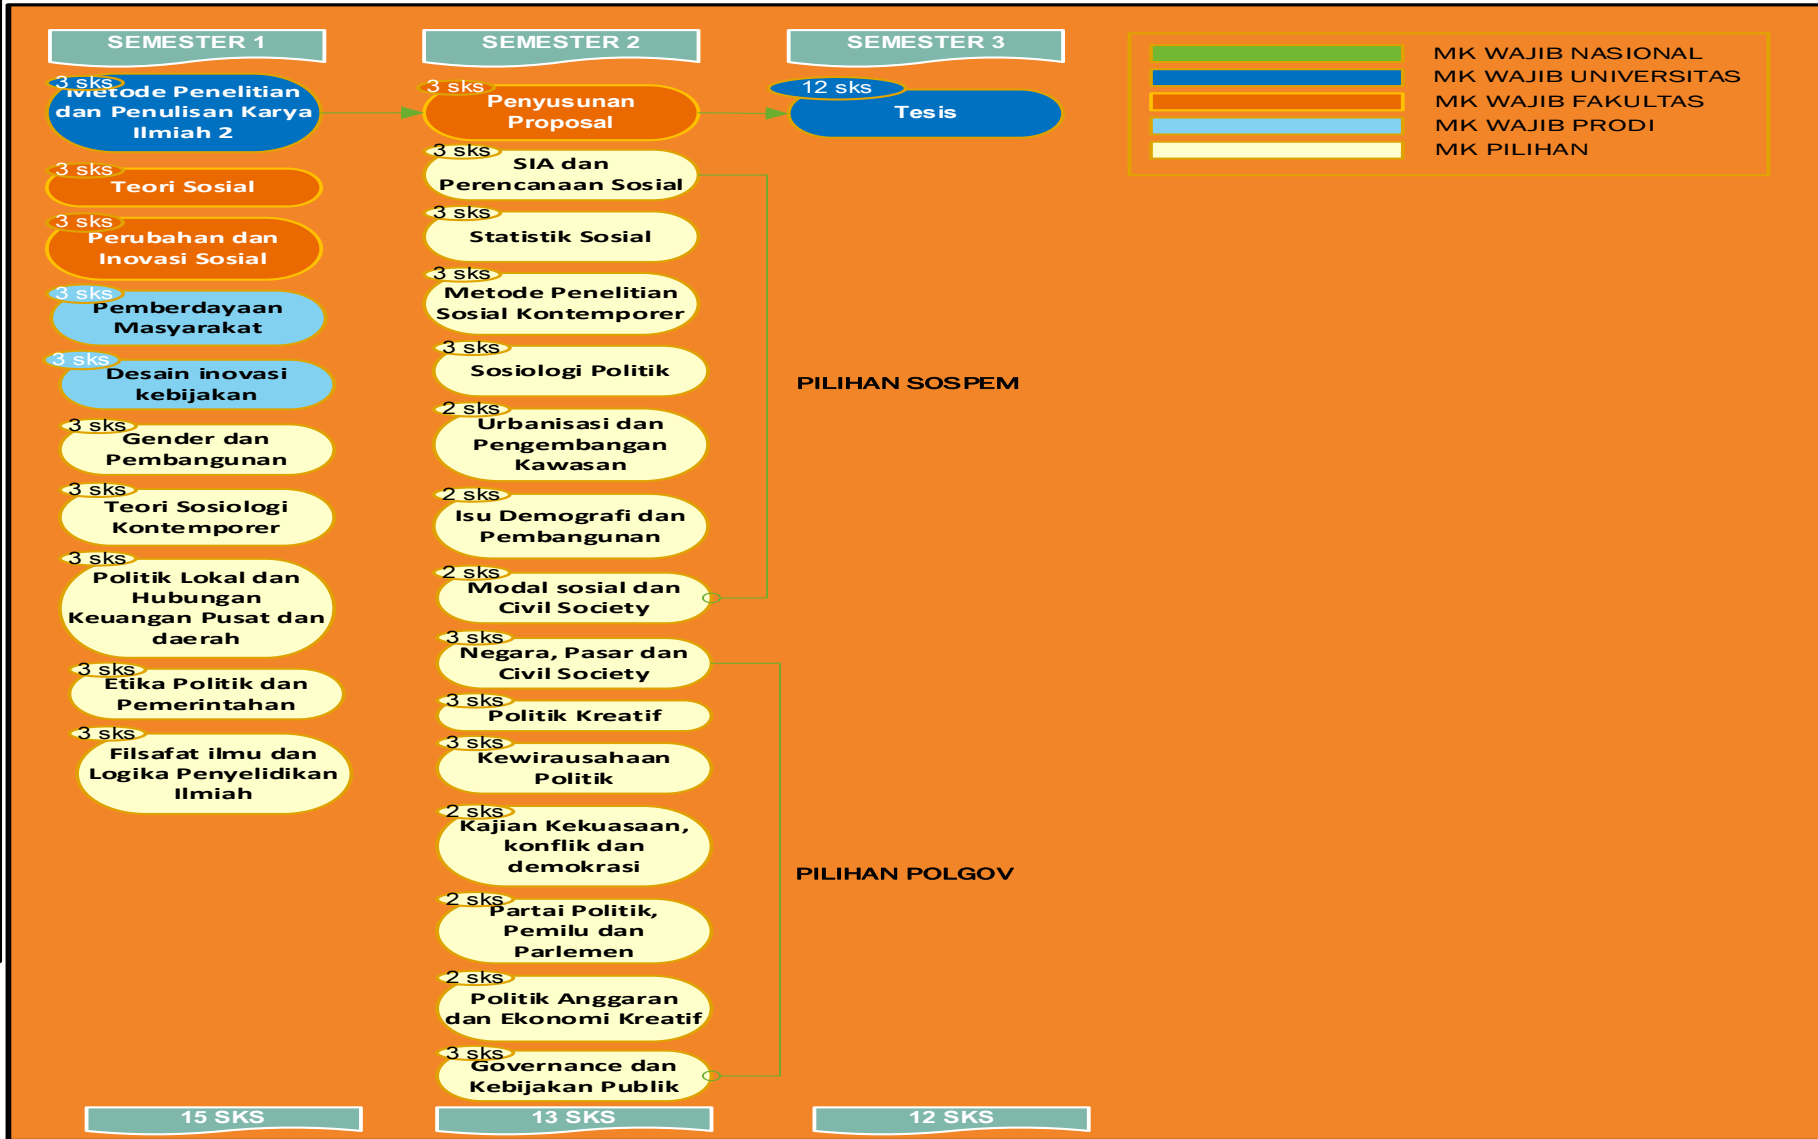 SEMESTER 1
3 sks
Metode Penelitian
dan Penulisan Karya
Ilmiah 2
3 sks
Teori Sosial
3 sks
Perubahan dan
Inovasi Sosial
3 sks
Pemberdayaan
Masyarakat
3 sks
Desain inovasi
kebijakan
3 sks
Gender dan
Pembangunan
3 sks
Teori Sosiologi
Kontemporer
3 sks
Politik Lokal dan
Hubungan
Keuangan Pusat dan
daerah
3 sks
Etika Politik dan
Pemerintahan
3 sks
Filsafat ilmu dan
Logika Penyelidikan
Ilmiah
15 SKS
SEMESTER 2
3 sks
Penyusunan
Proposal
3 sks
SIA dan
Perencanaan Sosial
3 sks
Statistik Sosial
3 sks
Metode Penelitian
Sosial Kontemporer
3 sks
Sosiologi Politik
2 sks
Urbanisasi dan
Pengembangan
Kawasan
2 sks
Isu Demografi dan
Pembangunan
2 sks
Modal sosial dan
Civil Society
3 sks
Negara, Pasar dan
Civil Society
3 sks
Politik Kreatif
3 sks
Kewirausahaan
Politik
2 sks
Kajian Kekuasaan,
konflik dan
demokrasi
2 sks
Partai Politik,
Pemilu dan
Parlemen
2 sks
Politik Anggaran
dan Ekonomi Kreatif
3 sks
Governance dan
Kebijakan Publik
13 SKS
SEMESTER 3
12 sks
Tesis
PILIHAN SOSPEM
PILIHAN POLGOV
12 SKS
MK WAJIB NASIONAL
MK WAJIB UNIVERSITAS
MK WAJIB FAKULTAS
MK WAJIB PRODI
MK PILIHAN